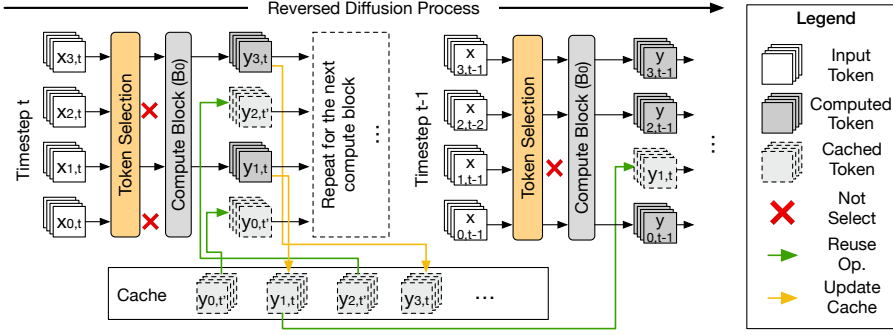 Reversed Diffusion Process
Timestep t
x3,t
x2,t
x1,t
x0,t
Token Selection
Compute Block (B0)
y3,t
y2,t'
y1,t
y0,t'
Repeat for the next
compute block
...
Timestep t-1
x
3,t-1
x
2,t-2
x
1,t-1
x
0,t-1
Token Selection
Compute Block (B0)
y
3,t-1
y
2,t-1
y1,t
y
0,t-1
...
Cache
y0,t'
y1,t
y2,t'
y3,t
...
Legend
Input
Token
Computed
Token
Cached
Token
Not
Select
Reuse
Op.
Update
Cache